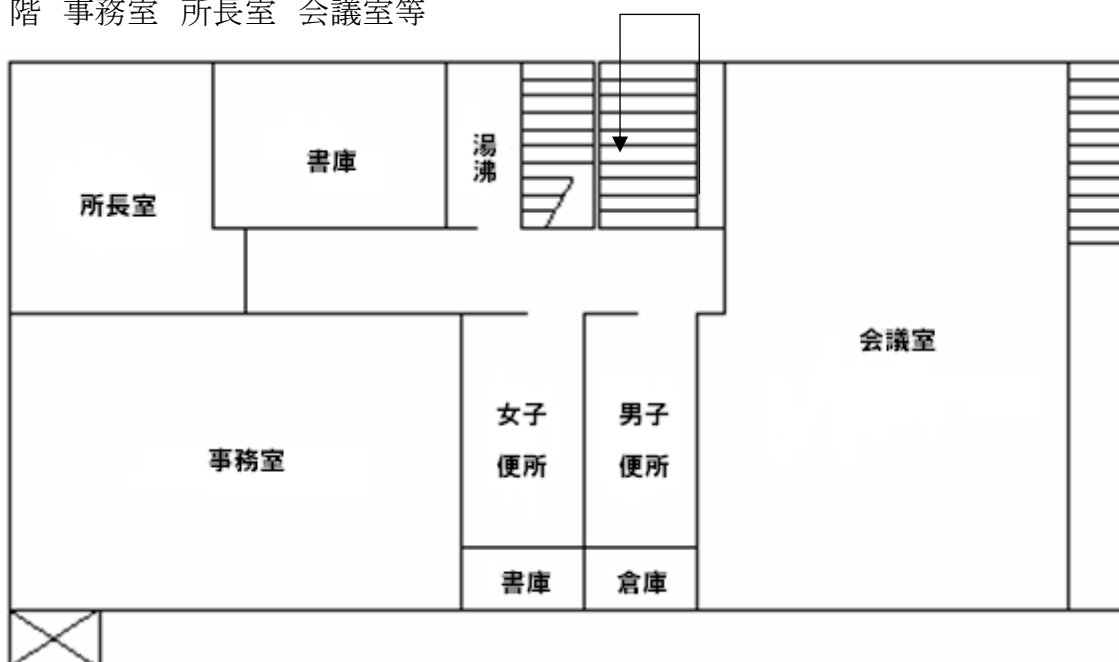 階 事務室 所長室 会議室等
湯沸
書庫
所長室
会議室
女子
便所
男子
便所
事務室
書庫
倉庫